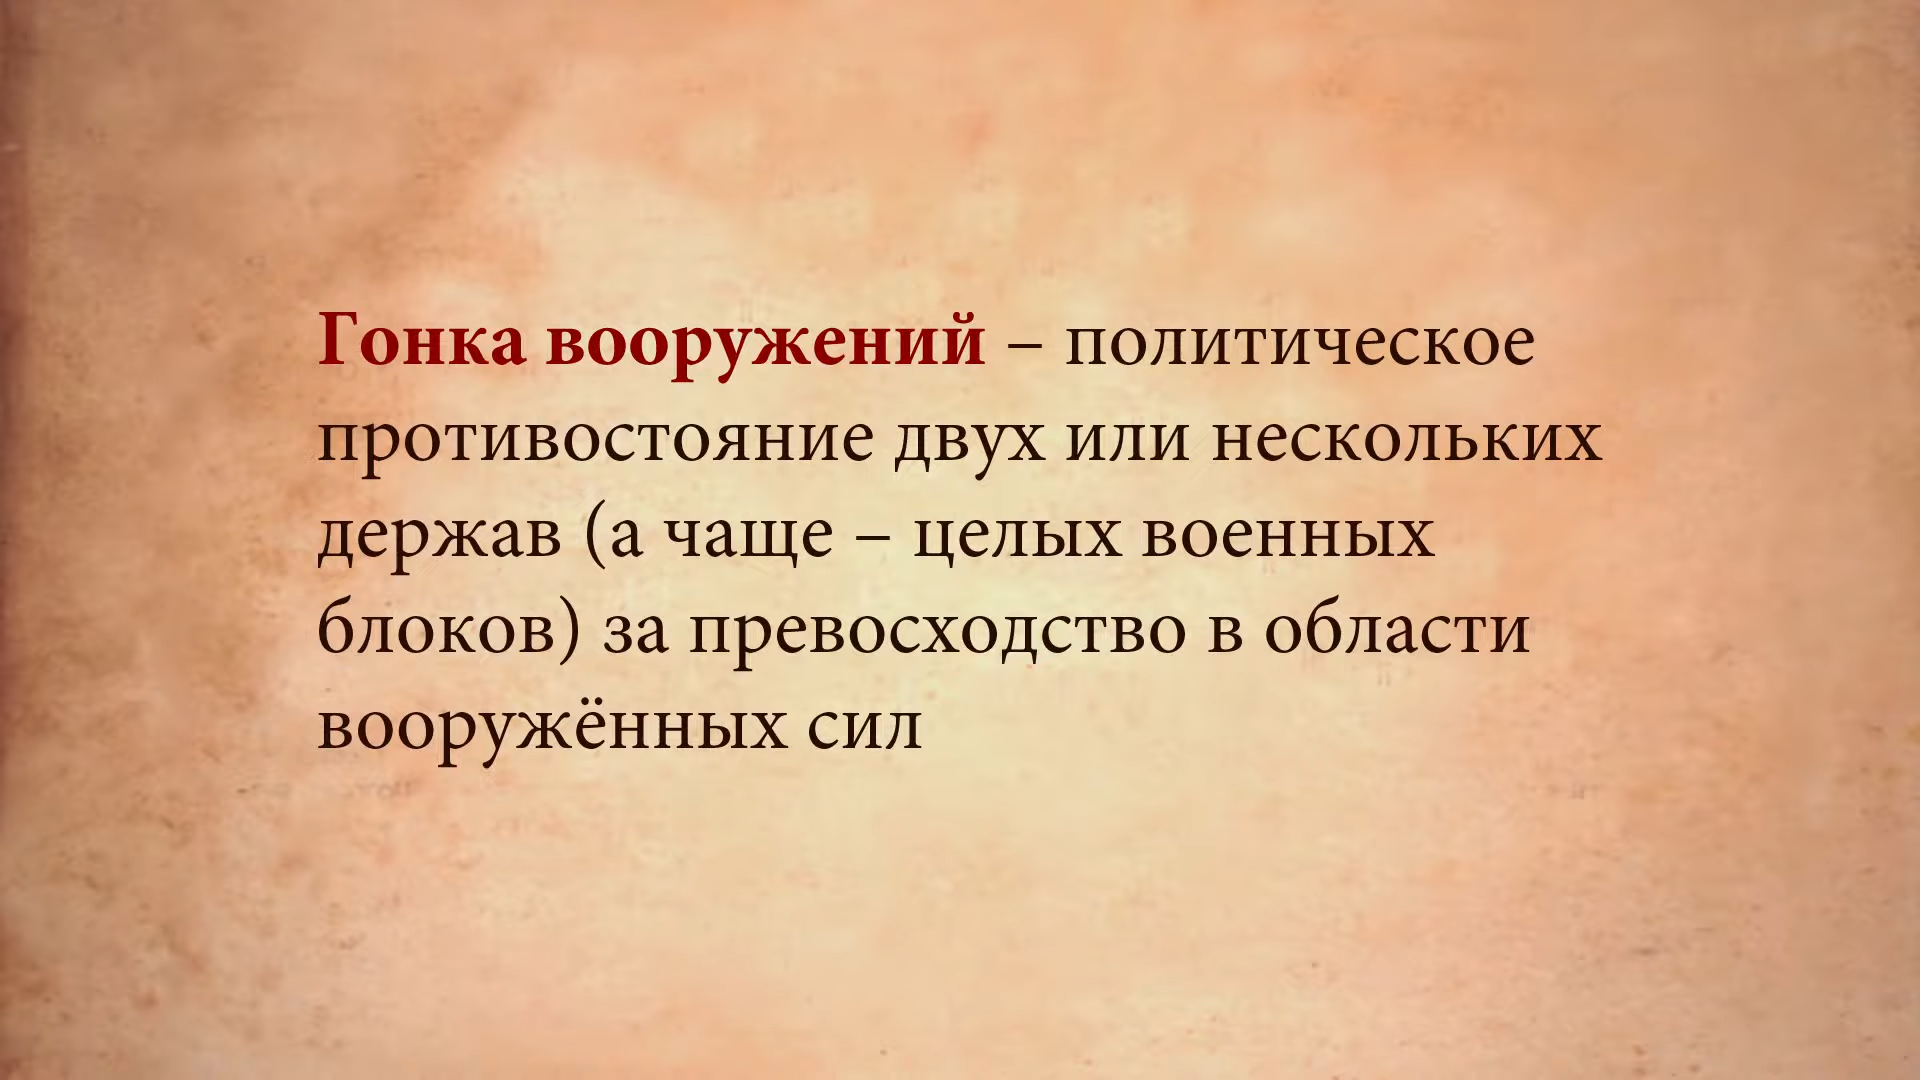 Гонка вооружений – политическое
противостояние двух или нескольких
держав (а чаще – целых военных
блоков) за превосходство в области
вооружённых сил